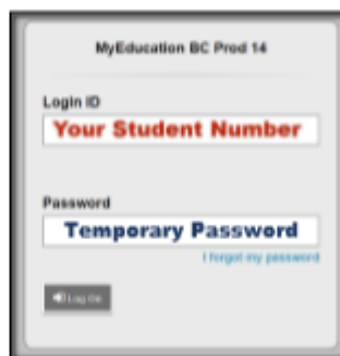 MyEducation BC Prod 14
Login ID
Your Student Number
Password
Temporary Password
I forgot my password
Log On